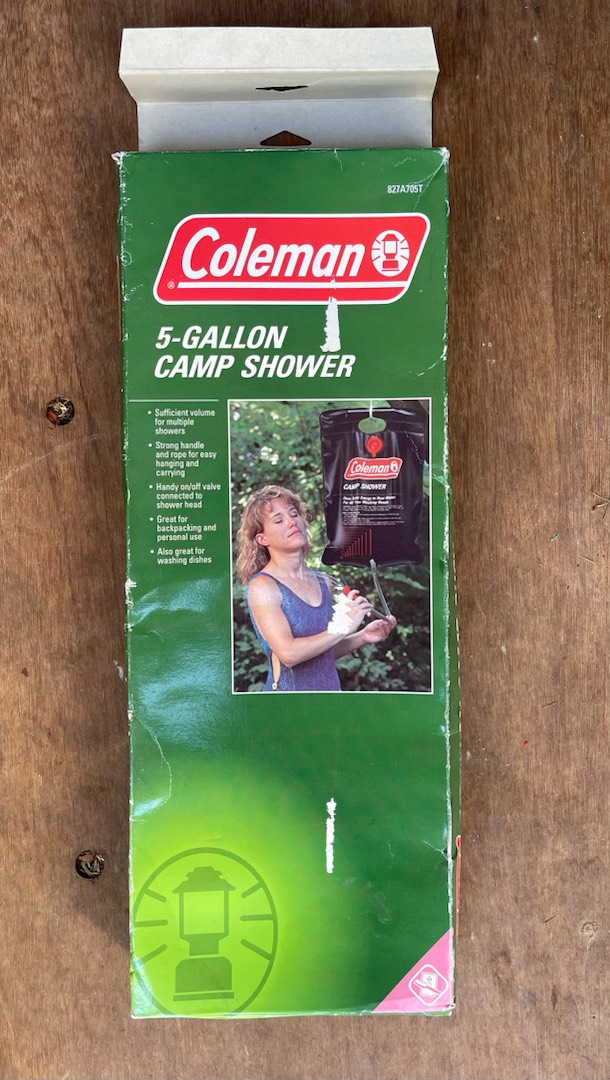 827A705T
Coleman
®
5-GALLON
CAMP SHOWER
• Sufficient volume
for multiple
showers
• Strong handle
and rope for easy
hanging and
carrying
• Handy on/off valve
connected to
shower head
• Great for
backpacking and
personal use
• Also great for
washing dishes
Coleman
CAMP SHOWER